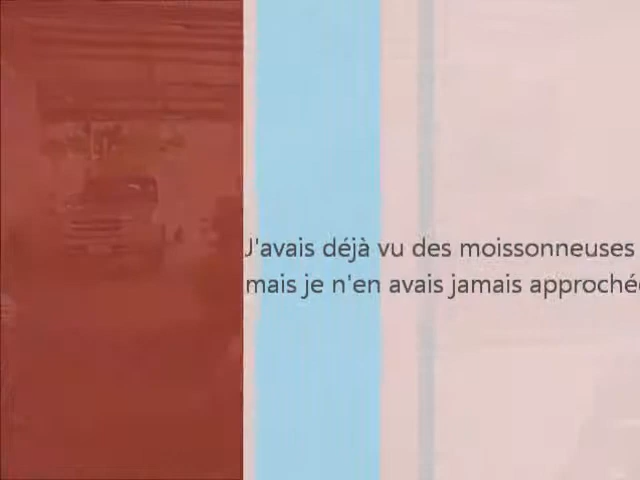 J'avais déjà vu des moissonneuses
mais je n'en avais jamais approché